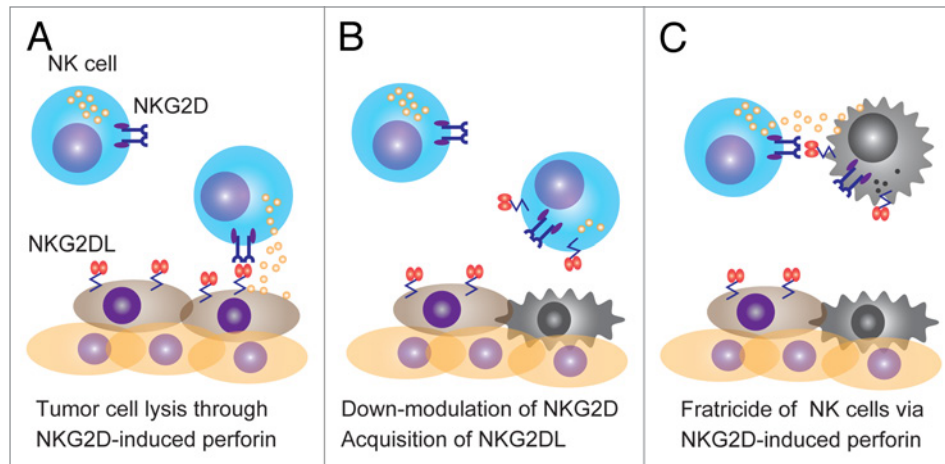 A
NK cell
NKG2D
NKG2DL
Tumor cell lysis through
NKG2D-induced perforin
B
Down-modulation of NKG2D
Acquisition of NKG2DL
C
Fratricide of NK cells via
NKG2D-induced perforin